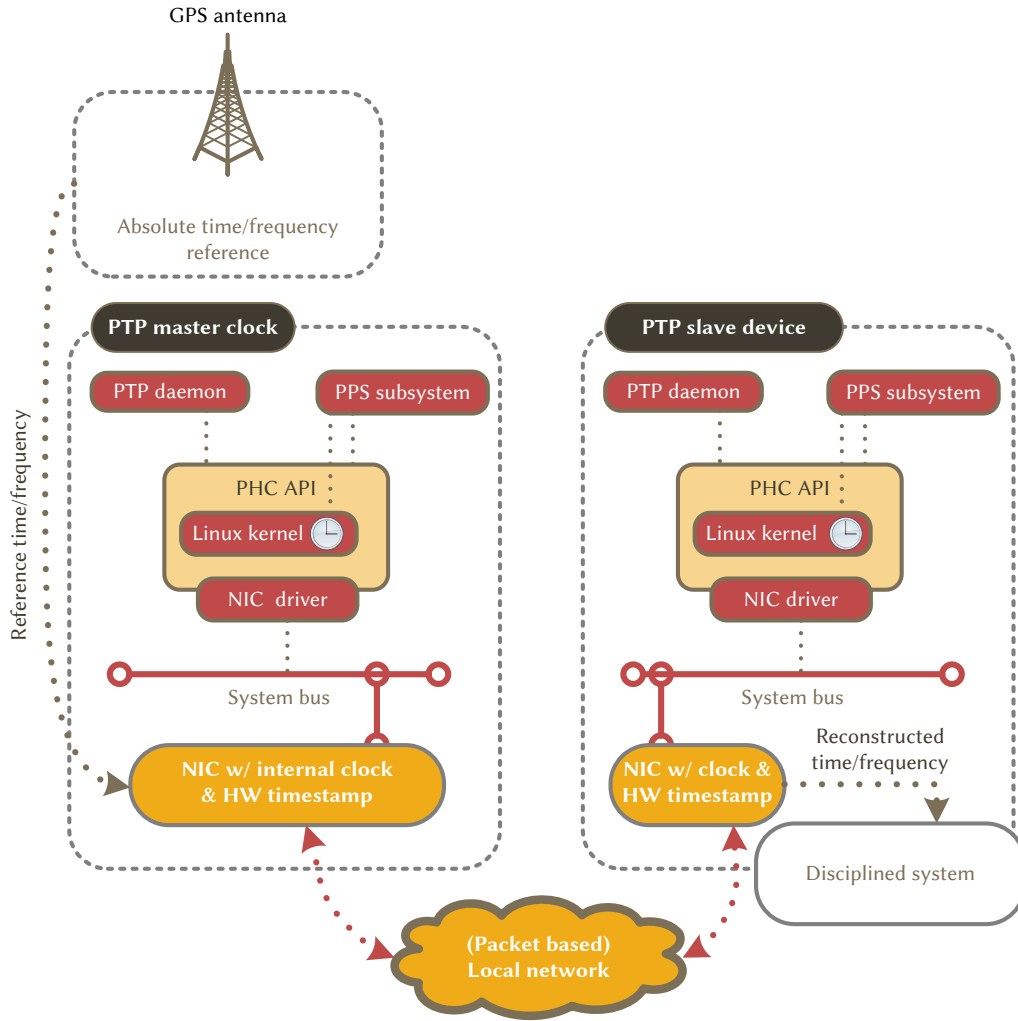 GPS antenna
Absolute time/frequency
reference
Reference time/frequency
PTP master clock
PTP daemon
PPS subsystem
PHC API
Linux kernel
NIC driver
System bus
NIC w/ internal clock
& HW timestamp
PTP slave device
PTP daemon
PPS subsystem
PHC API
Linux kernel
NIC driver
System bus
NIC w/ clock &
HW timestamp
Reconstructed
time/frequency
Disciplined system
(Packet based)
Local network